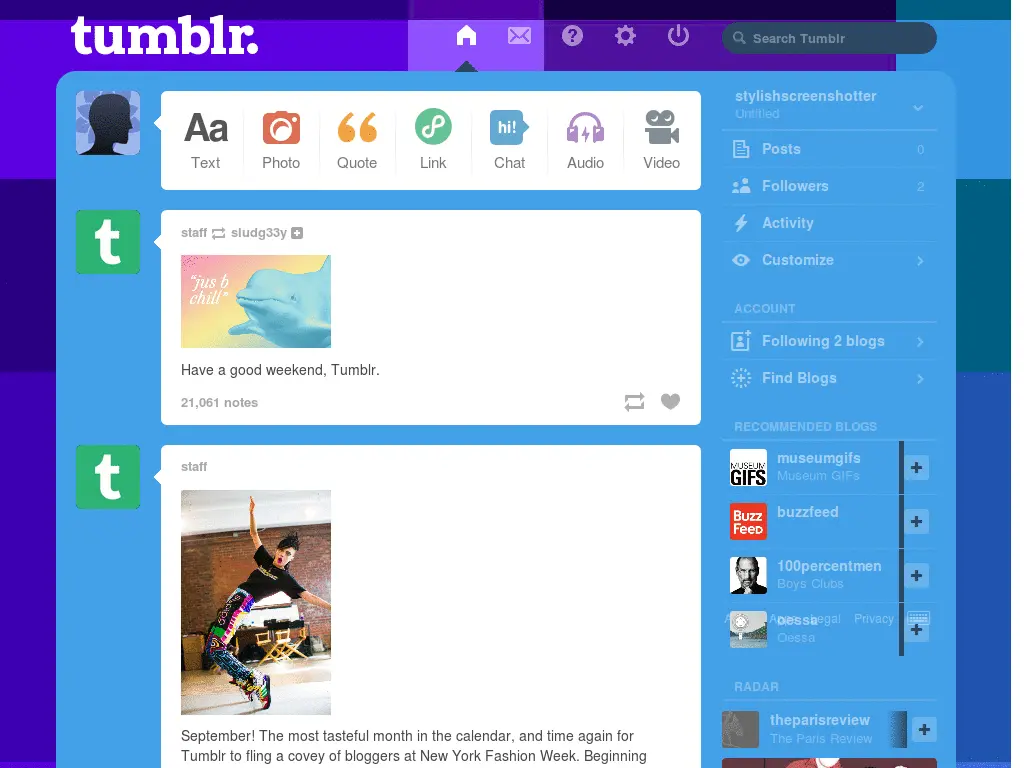 tumblr.
?
Search Tumblr
Aa
Text
Photo
Quote
Link
hi!
Chat
Audio
Video
t
staff sludg33y
"jus b
chill"
Have a good weekend, Tumblr.
21,061 notes
t
staff
September! The most tasteful month in the calendar, and time again for
Tumblr to fling a covey of bloggers at New York Fashion Week. Beginning
stylishscreenshotter
Untitled
Posts 0
Followers 2
Activity
Customize
ACCOUNT
Following 2 blogs
Find Blogs
RECOMMENDED BLOGS
MUSEUM
GIFS
museumgifs
Museum GIFs
BUZZ
FEED
buzzfeed
100percentmen
Boys Clubs
oessa
Legal Privacy
Oessa
RADAR
theparisreview
The Paris Review